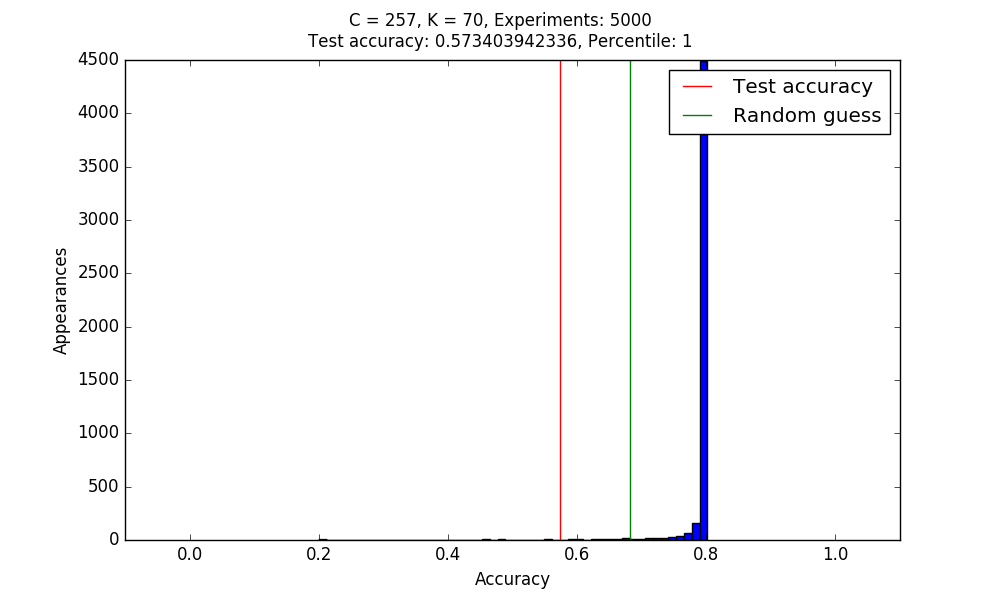 C = 257, K = 70, Experiments: 5000
Test accuracy: 0.573403942336, Percentile: 1
4500
4000
3500
3000
2500
2000
1500
1000
500
0
Appearances
Test accuracy
Random guess
0.0 0.2 0.4 0.6 0.8 1.0
Accuracy